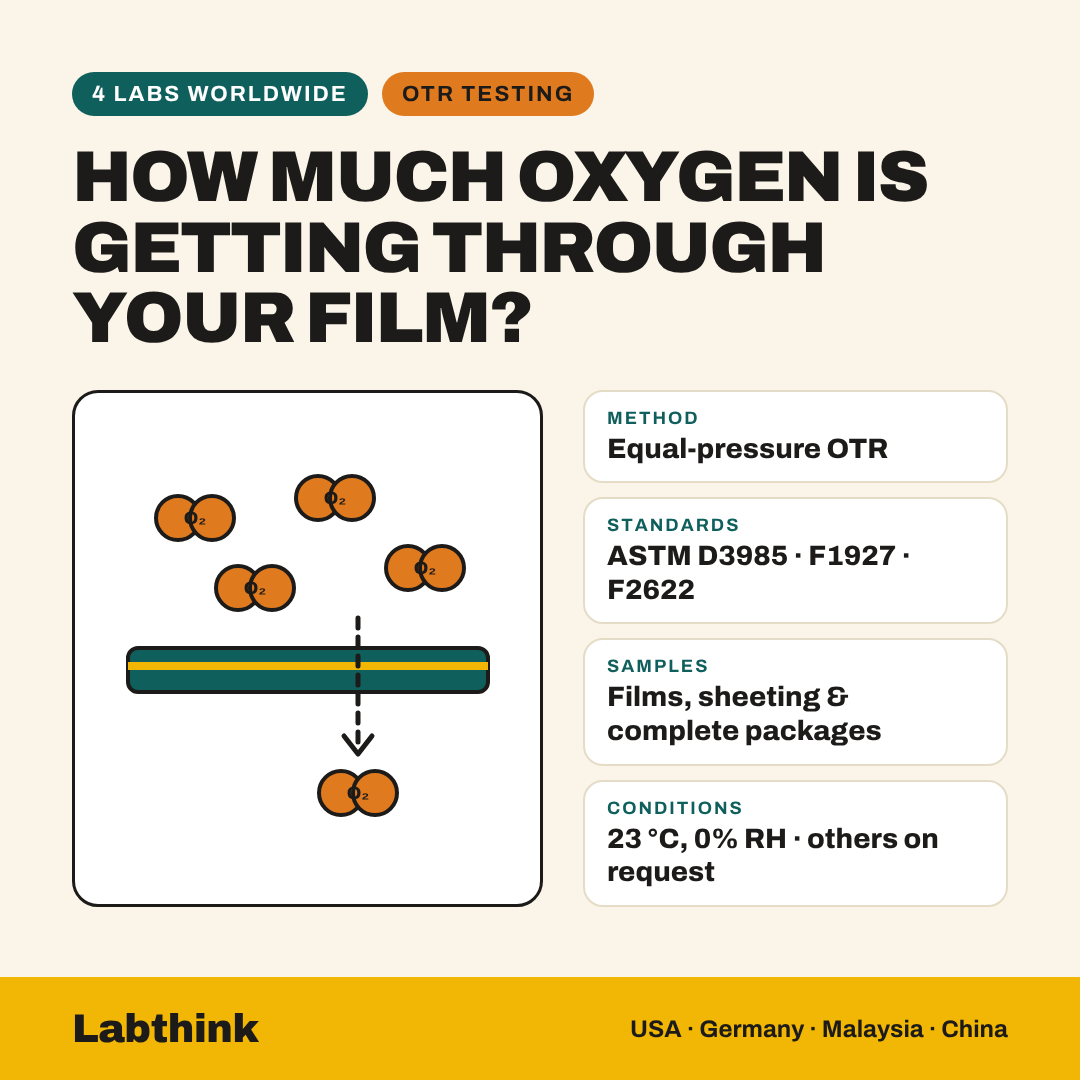 4 LABS WORLDWIDE
OTR TESTING
HOW MUCH OXYGEN IS
GETTING THROUGH
YOUR FILM?
O₂
O₂
O₂
O₂
O₂
METHOD
Equal-pressure OTR
STANDARDS
ASTM D3985 · F1927 ·
F2622
SAMPLES
Films, sheeting &
complete packages
CONDITIONS
23 °C, 0% RH · others on
request
Labthink
USA · Germany · Malaysia · China